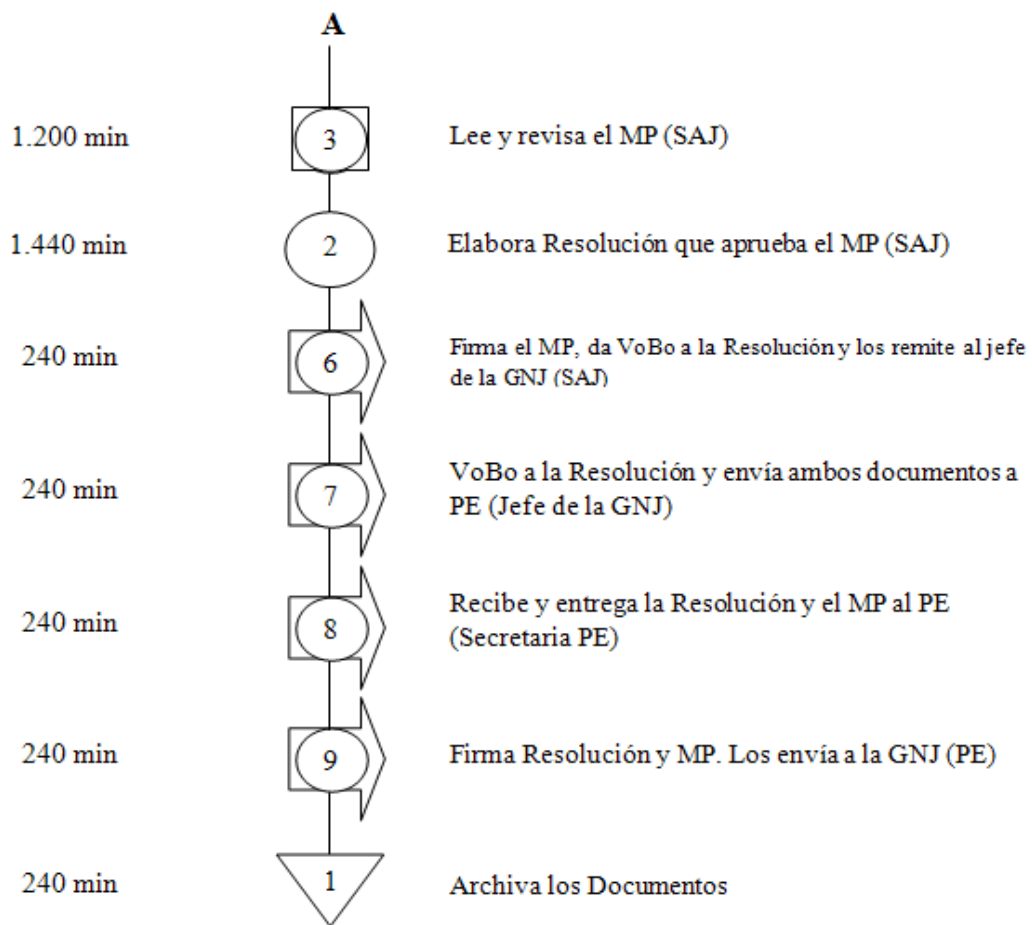 A
1.200 min
3
Lee y revisa el MP (SAJ)
1.440 min
2
Elabora Resolución que aprueba el MP (SAJ)
240 min
6
Firma el MP, da VoBo a la Resolución y los remite al jefe
de la GNJ (SAJ)
240 min
7
VoBo a la Resolución y envía ambos documentos a
PE (Jefe de la GNJ)
240 min
8
Recibe y entrega la Resolución y el MP al PE
(Secretaria PE)
240 min
9
Firma Resolución y MP. Los envía a la GNJ (PE)
240 min
1
Archiva los Documentos